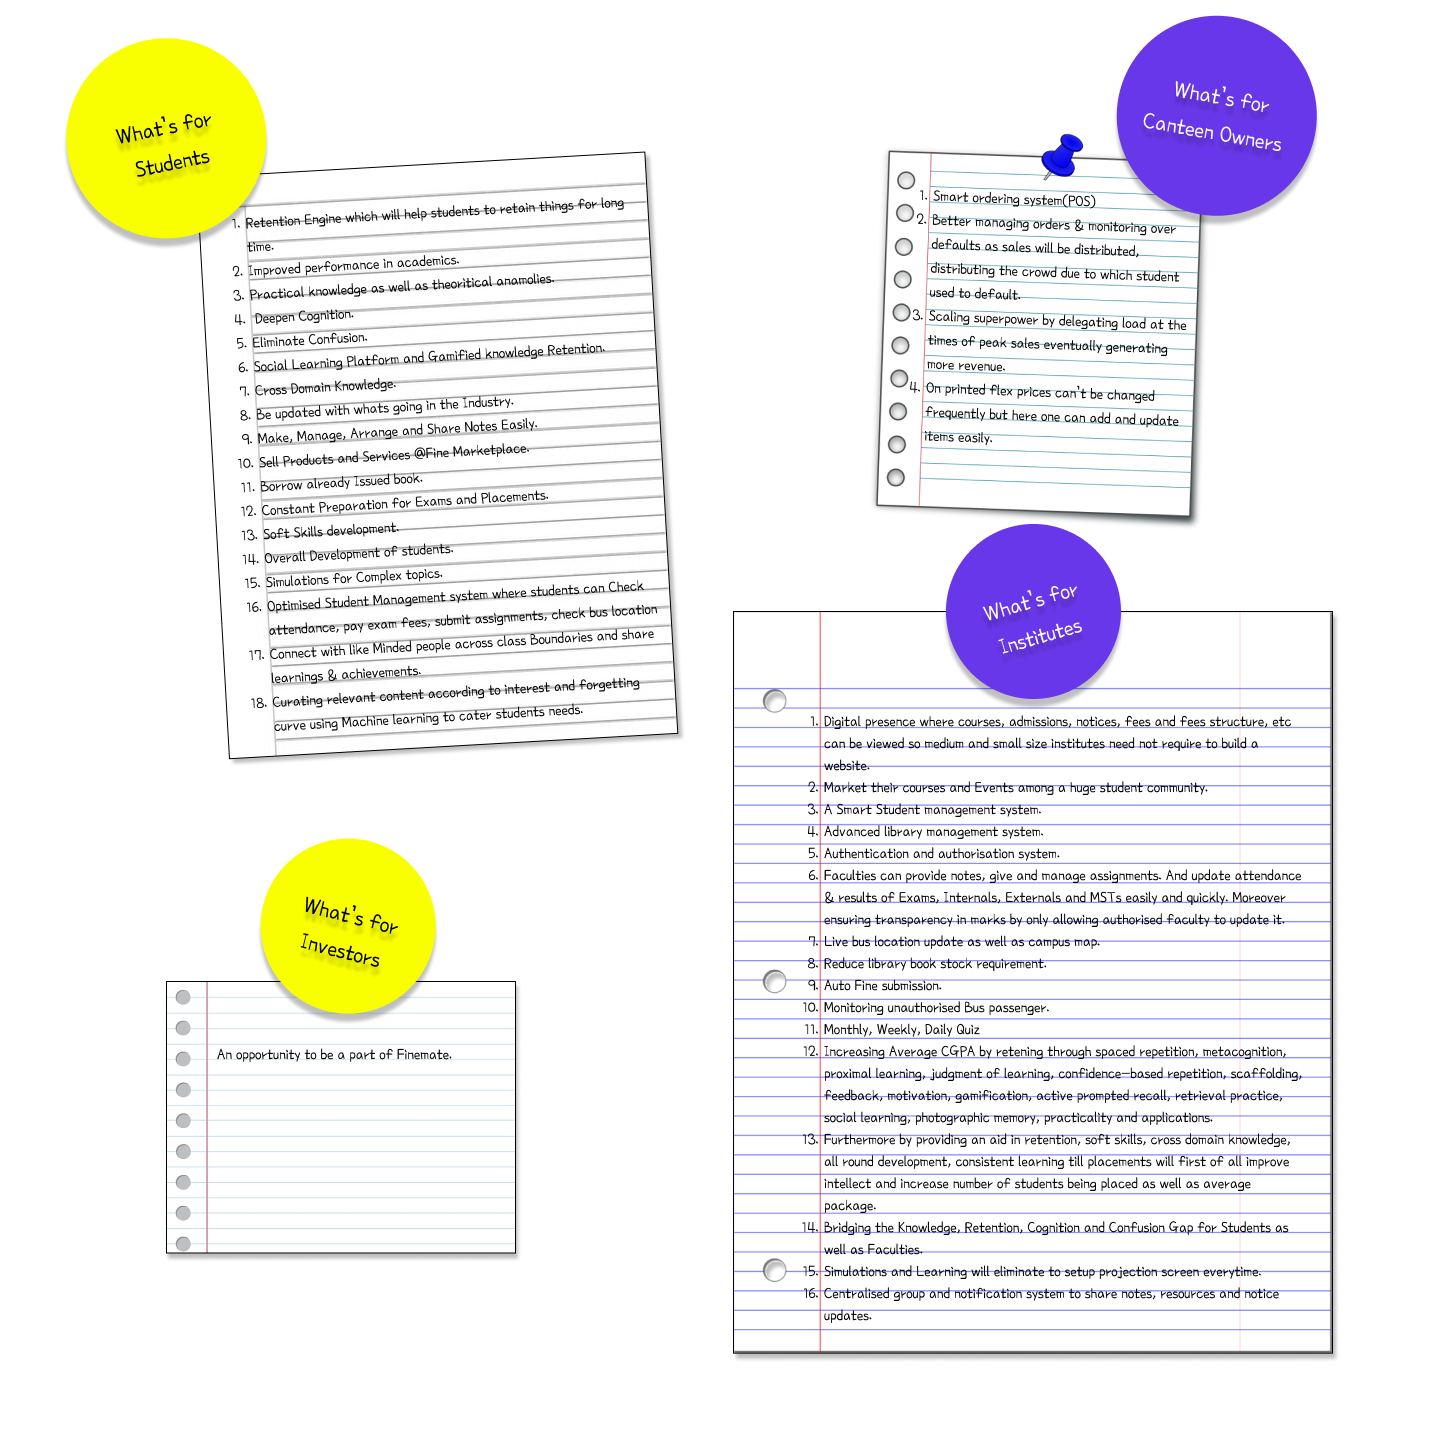 What's for
Students
1. Retention Engine which will help students to retain things for long
time.
2. Improved performance in academics.
3. Practical knowledge as well as theoritical anamolies.
4. Deepen Cognition.
5. Eliminate Confusion.
6. Social Learning Platform and Gamified knowledge Retention.
7. Cross Domain Knowledge.
8. Be updated with whats going in the Industry.
9. Make, Manage, Arrange and Share Notes Easily.
10. Sell Products and Services @Fine Marketplace.
11. Borrow already Issued book.
12. Constant Preparation for Exams and Placements.
13. Soft Skills development.
14. Overall Development of students.
15. Simulations for Complex topics.
16. Optimised Student Management system where students can Check
attendance, pay exam fees, submit assignments, check bus location
17. Connect with like Minded people across class Boundaries and share
learnings & achievements.
18. Curating relevant content according to interest and forgetting
curve using Machine learning to cater students needs.
What's for
Canteen Owners
1. Smart ordering system(POS)
2. Better managing orders & monitoring over
defaults as sales will be distributed,
distributing the crowd due to which student
used to default.
3. Scaling superpower by delegating load at the
times of peak sales eventually generating
more revenue.
4. On printed flex prices can't be changed
frequently but here one can add and update
items easily.
What's for
Institutes
1. Digital presence where courses, admissions, notices, fees and fees structure, etc
can be viewed so medium and small size institutes need not require to build a
website.
2. Market their courses and Events among a huge student community.
3. A Smart Student management system.
4. Advanced library management system.
5. Authentication and authorisation system.
6. Faculties can provide notes, give and manage assignments. And update attendance
& results of Exams, Internals, Externals and MSTs easily and quickly. Moreover
ensuring transparency in marks by only allowing authorised faculty to update it.
7. Live bus location update as well as campus map.
8. Reduce library book stock requirement.
9. Auto Fine submission.
10. Monitoring unauthorised Bus passenger.
11. Monthly, Weekly, Daily Quiz
12. Increasing Average CGPA by retening through spaced repetition, metacognition,
proximal learning, judgment of learning, confidence-based repetition, scaffolding,
feedback, motivation, gamification, active prompted recall, retrieval practice,
social learning, photographic memory, practicality and applications.
13. Furthermore by providing an aid in retention, soft skills, cross domain knowledge,
all round development, consistent learning till placements will first of all improve
intellect and increase number of students being placed as well as average
package.
14. Bridging the Knowledge, Retention, Cognition and Confusion Gap for Students as
well as Faculties.
15. Simulations and Learning will eliminate to setup projection screen everytime.
16. Centralised group and notification system to share notes, resources and notice
updates.
What's for
Investors
An opportunity to be a part of Finemate.